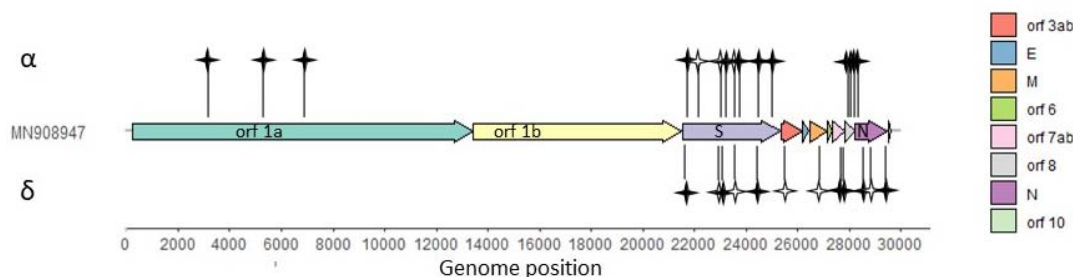 α
MN908947
orf 1a orf 1b S N
δ
0 2000 4000 6000 8000 10000 12000 14000 16000 18000 20000 22000 24000 26000 28000 30000
Genome position
orf 3ab
E
M
orf 6
orf 7ab
orf 8
N
orf 10